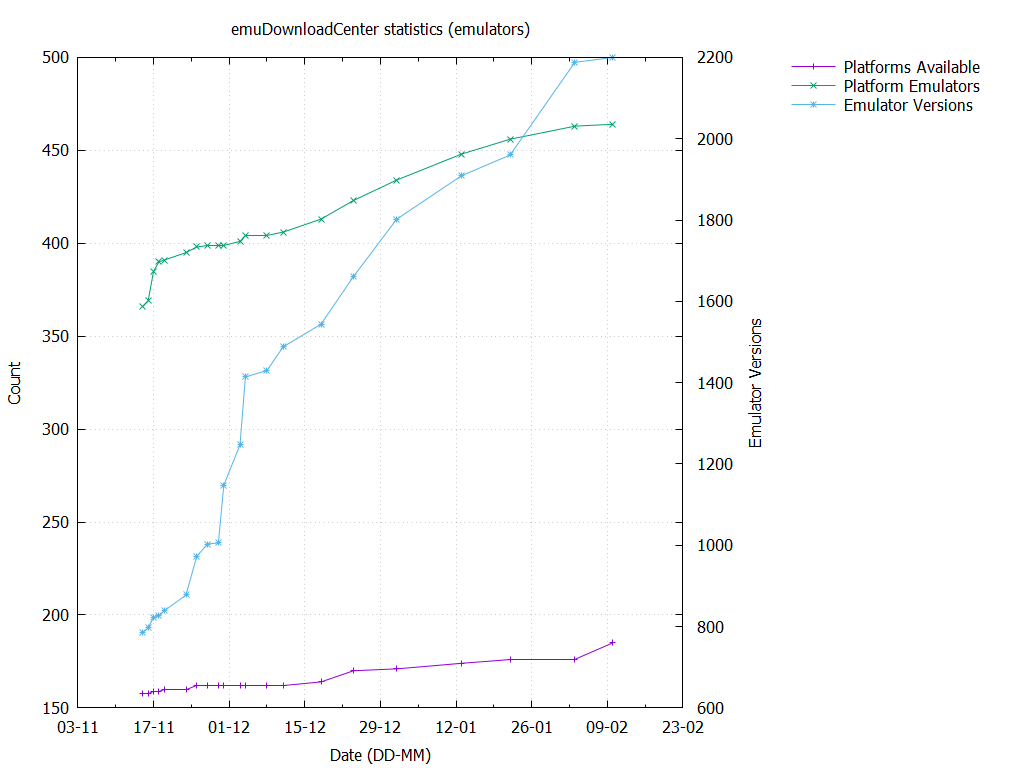 emuDownloadCenter statistics (emulators)
Platforms Available
Platform Emulators
Emulator Versions
500
450
400
350
300
250
200
150
Count
2200
2000
1800
1600
1400
1200
1000
800
600
Emulator Versions
03-11 17-11 01-12 15-12 29-12 12-01 26-01 09-02 23-02
Date (DD-MM)